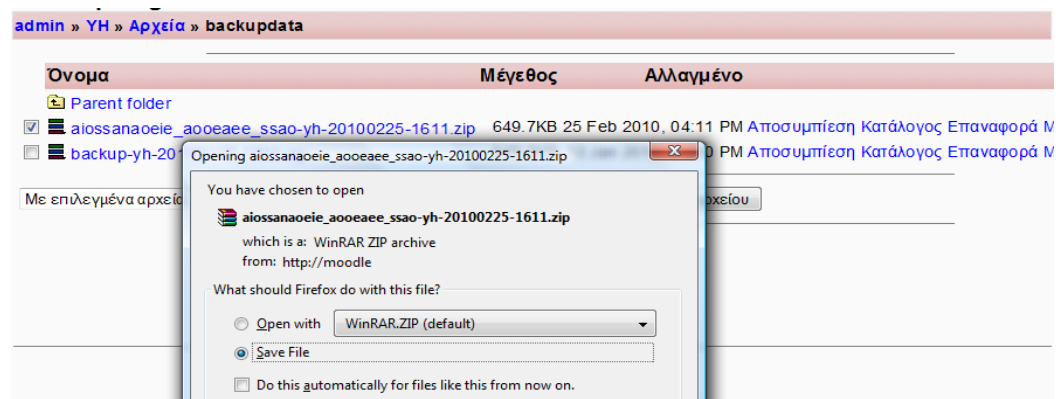 admin » YH » Αρχεία » backupdata
Όνομα Μέγεθος Αλλαγμένο
Parent folder
aiossanaoeie_aooeaee_ssao-yh-20100225-1611.zip 649.7KB 25 Feb 2010, 04:11 PM Αποσυμπίεση Κατάλογος Επαναφορά Μ
backup-yh-201 PM Αποσυμπίεση Κατάλογος Επαναφορά Μ
Opening aiossanaoeie_aooeaee_ssao-yh-20100225-1611.zip
Με επιλεγμένα αρχεία
You have chosen to open
aiossanaoeie_aooeaee_ssao-yh-20100225-1611.zip
which is a: WinRAR ZIP archive
from: http://moodle
What should Firefox do with this file?
Open with WinRAR.ZIP (default)
Save File
Do this automatically for files like this from now on.